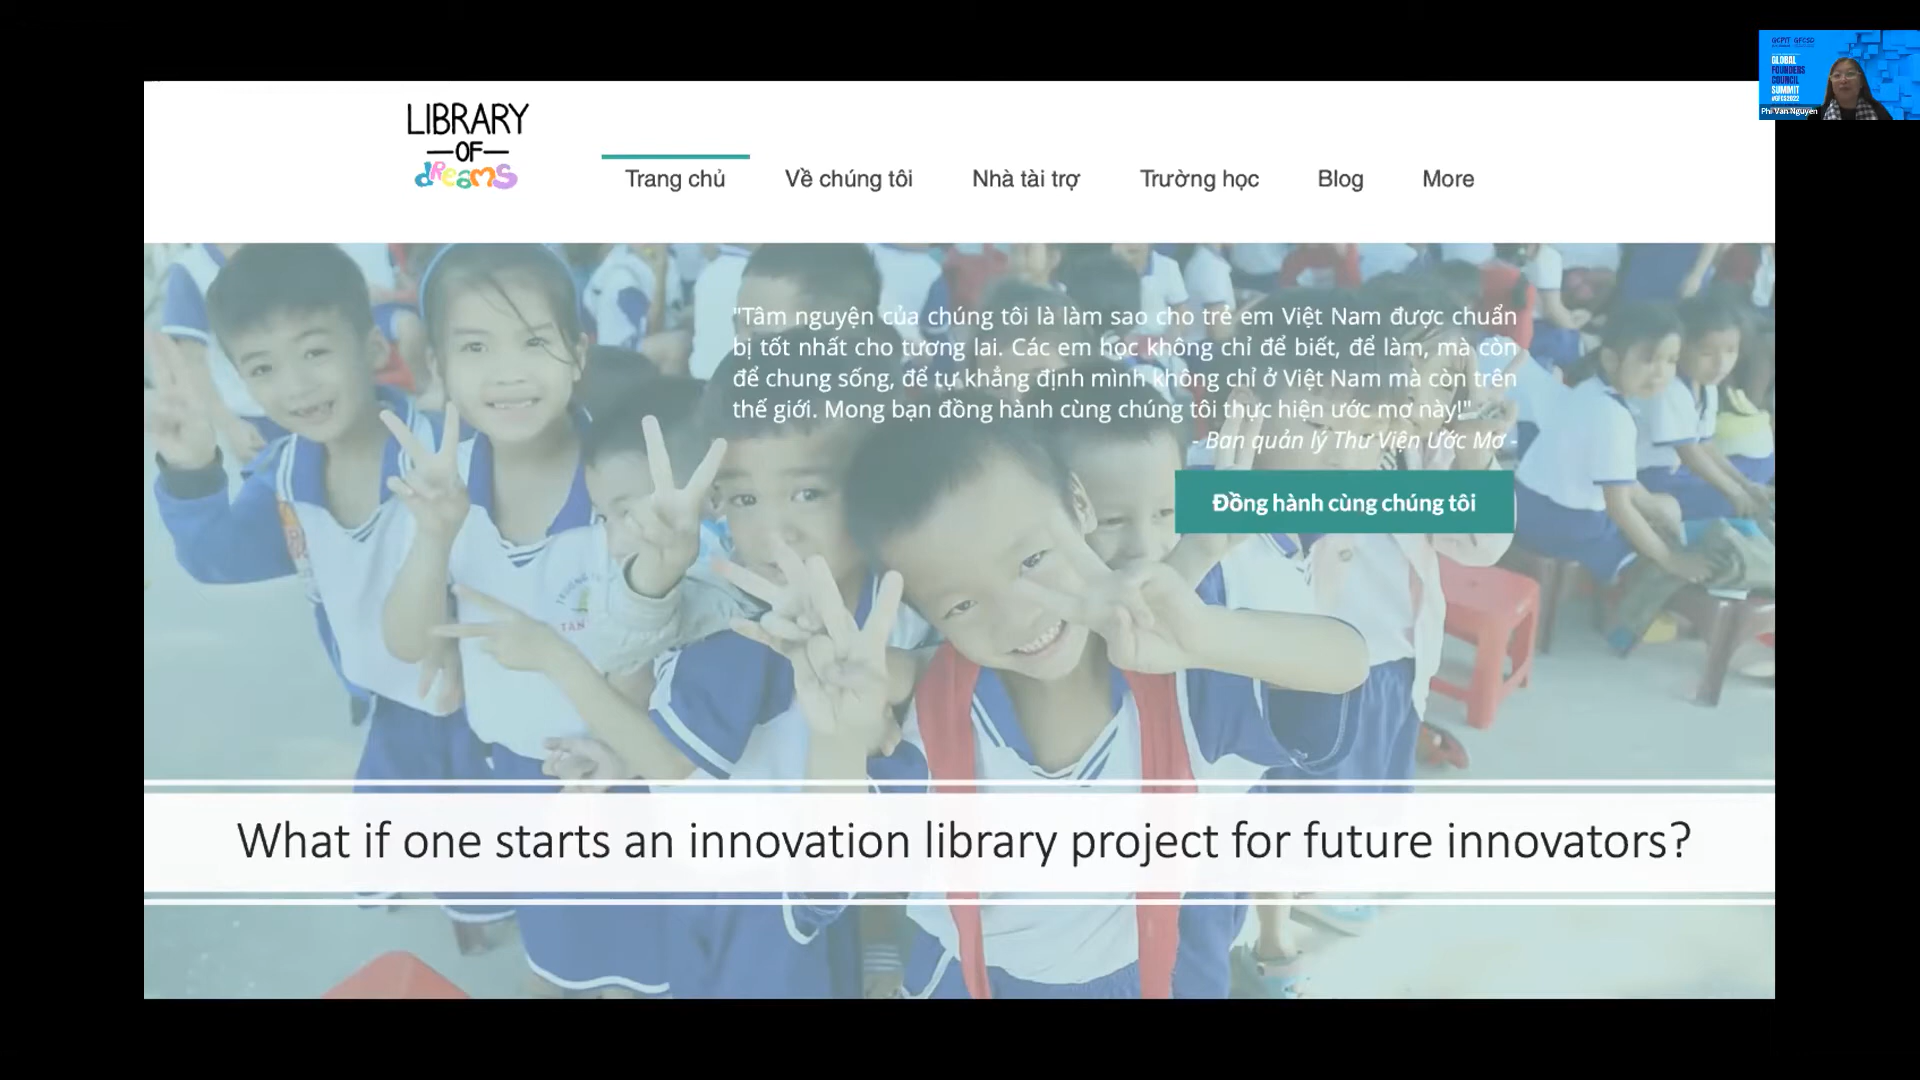 GCPIT GFCSD
GLOBAL
FOUNDERS
COUNCIL
SUMMIT
#GFCS2022
Phi Van Nguyen
LIBRARY
OF
dReamS
Trang chủ
Về chúng tôi
Nhà tài trợ
Trường học
Blog
More
"Tâm nguyện của chúng tôi là làm sao cho trẻ em Việt Nam được chuẩn
bị tốt nhất cho tương lai. Các em học không chỉ để biết, để làm, mà còn
để chung sống, để tự khẳng định mình không chỉ ở Việt Nam mà còn trên
thế giới. Mong bạn đồng hành cùng chúng tôi thực hiện ước mơ này!"
- Ban quản lý Thư Viện Ước Mơ -
Đồng hành cùng chúng tôi
What if one starts an innovation library project for future innovators?